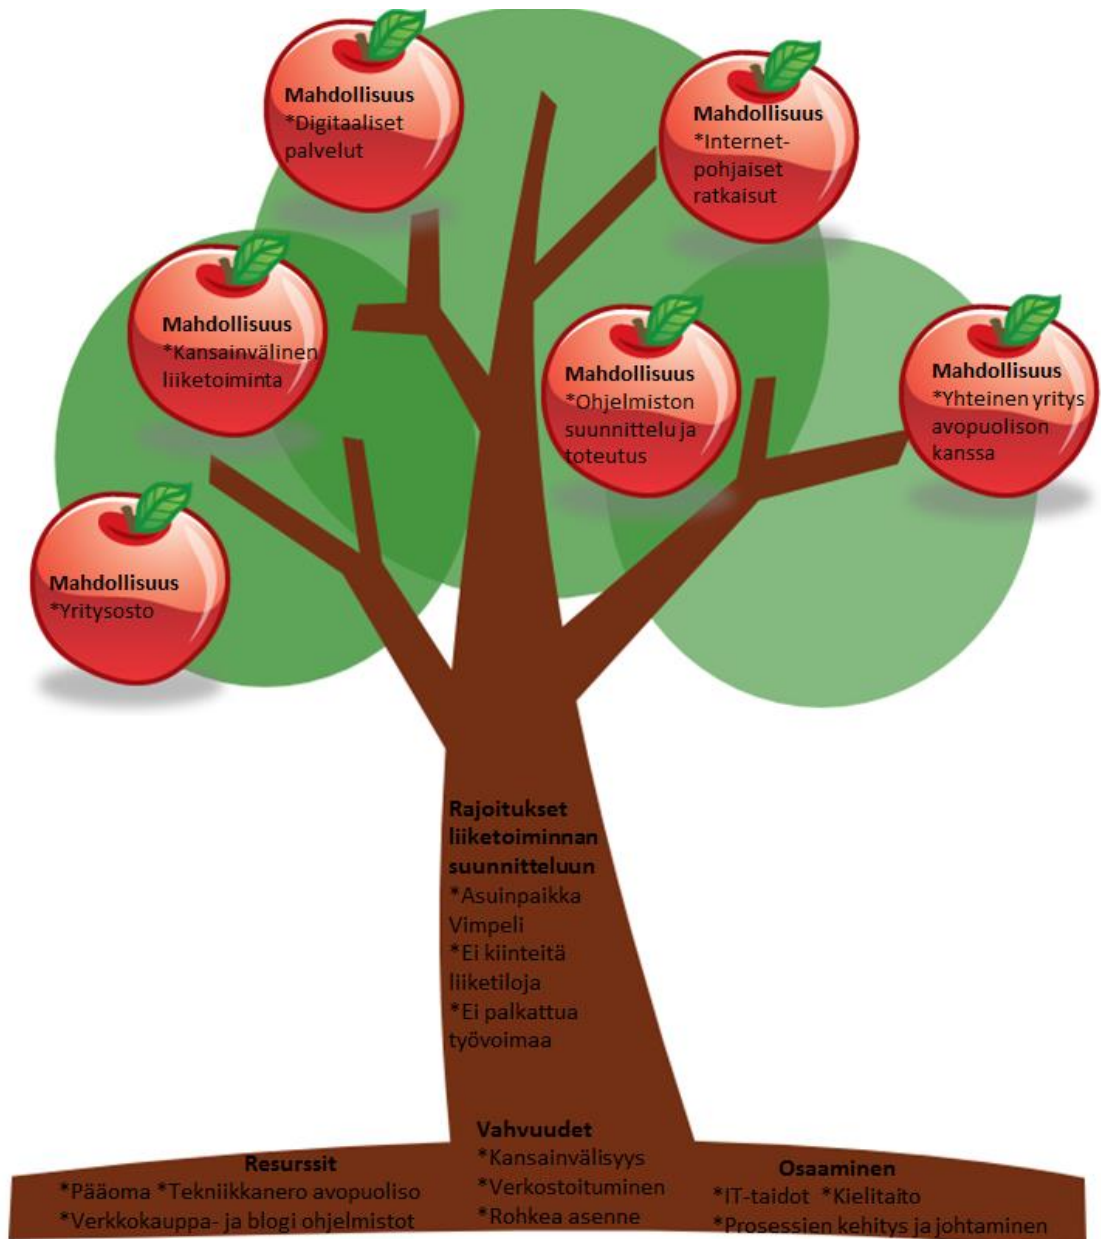 Mahdollisuus
*Digitaaliset
palvelut
Mahdollisuus
*Internet-
pohjaiset
ratkaisut
Mahdollisuus
*Kansainvälinen
liiketoiminta
Mahdollisuus
*Ohjelmiston
suunnittelu ja
toteutus
Mahdollisuus
*Yhteinen yritys
avopuolison
kanssa
Mahdollisuus
*Yritysosto
Rajoitukset
liiketoiminnan
suunnitteluun
*Asuinpaikka
Vimpeli
*Ei kiinteitä
liiketiloja
*Ei palkattua
työvoimaa
Resurssit
*Pääoma *Tekniikkanero avopuoliso
*Verkkokauppa- ja blogi ohjelmistot
Vahvuudet
*Kansainvälisyys
*Verkostoituminen
*Rohkea asenne
Osaaminen
*IT-taidot *Kielitaito
*Prosessien kehitys ja johtaminen